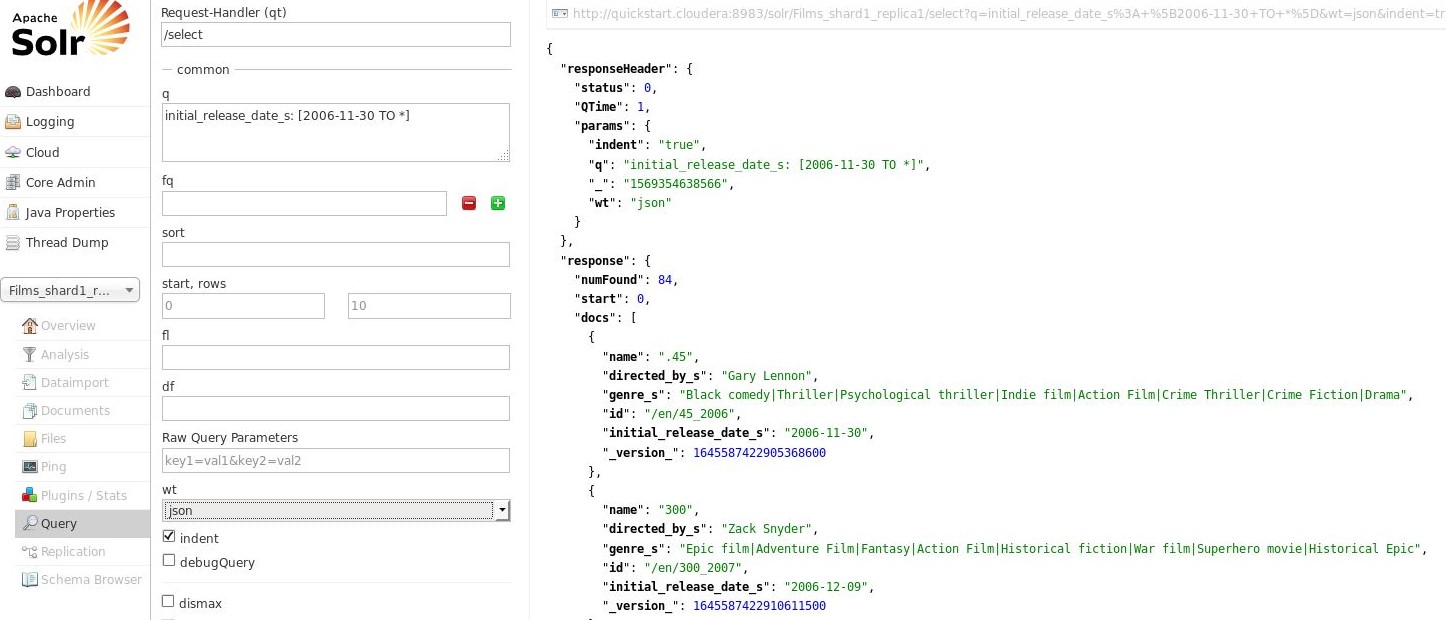 Apache
Solr
Dashboard
Logging
Cloud
Core Admin
Java Properties
Thread Dump
Films_shard1_r...
Overview
Analysis
Dataimport
Documents
Files
Ping
Plugins / Stats
Query
Replication
Schema Browser
Request-Handler (qt)
/select
common
q
initial_release_date_s: [2006-11-30 TO *]
fq
sort
start, rows
0 10
fl
df
Raw Query Parameters
key1=val1&key2=val2
wt
json
indent
debugQuery
dismax
http://quickstart.cloudera:8983/solr/Films_shard1_replica1/select?q=initial_release_date_s%3A+%5B2006-11-30+TO+*%5D&wt=json&indent=tr
{
"responseHeader": {
"status": 0,
"QTime": 1,
"params": {
"indent": "true",
"q": "initial_release_date_s: [2006-11-30 TO *]",
"_": "1569354638566",
"wt": "json"
}
},
"response": {
"numFound": 84,
"start": 0,
"docs": [
{
"name": ".45",
"directed_by_s": "Gary Lennon",
"genre_s": "Black comedy|Thriller|Psychological thriller|Indie film|Action Film|Crime Thriller|Crime Fiction|Drama",
"id": "/en/45_2006",
"initial_release_date_s": "2006-11-30",
"_version_": 1645587422905368600
},
{
"name": "300",
"directed_by_s": "Zack Snyder",
"genre_s": "Epic film|Adventure Film|Fantasy|Action Film|Historical fiction|War film|Superhero movie|Historical Epic",
"id": "/en/300_2007",
"initial_release_date_s": "2006-12-09",
"_version_": 1645587422910611500